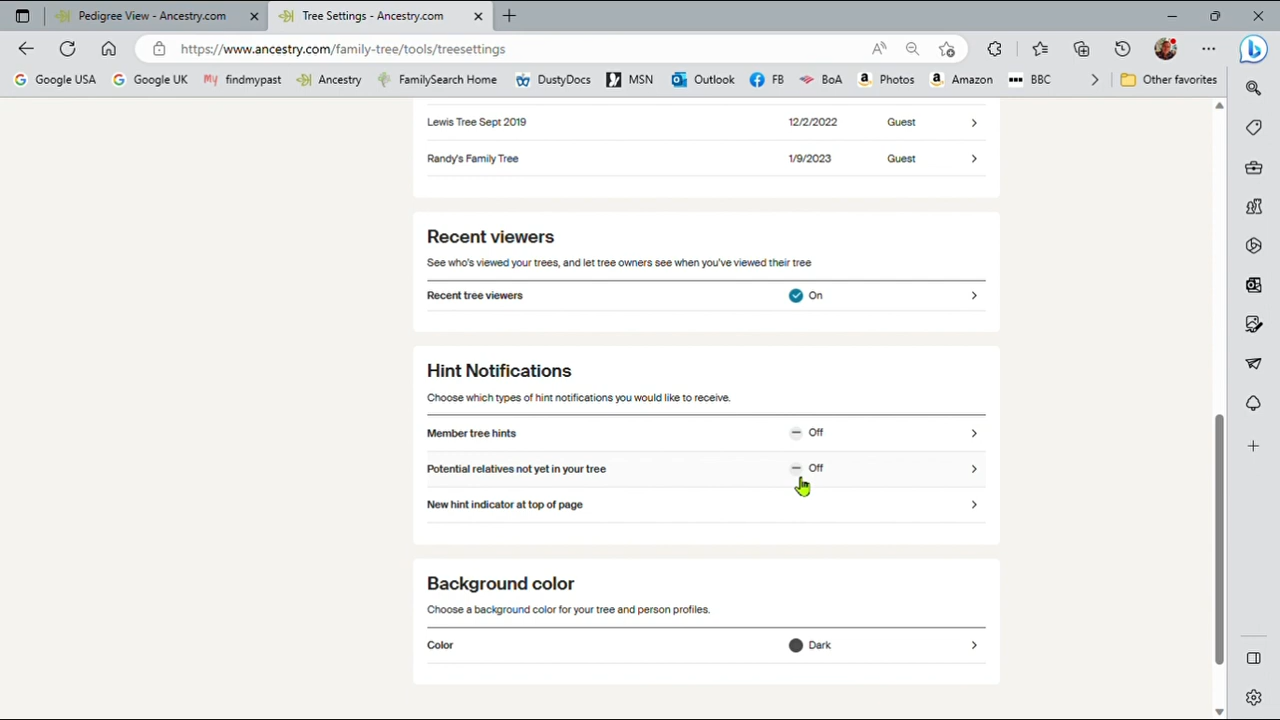 Pedigree View - Ancestry.com
Tree Settings - Ancestry.com
https://www.ancestry.com/family-tree/tools/treesettings
Google USA
Google UK
My findmypast
Ancestry
FamilySearch Home
DustyDocs
MSN
Outlook
FB
BoA
Photos
Amazon
BBC
Other favorites
Lewis Tree Sept 2019 12/2/2022 Guest
Randy's Family Tree 1/9/2023 Guest
Recent viewers
See who's viewed your trees, and let tree owners see when you've viewed their tree
Recent tree viewers On
Hint Notifications
Choose which types of hint notifications you would like to receive.
Member tree hints Off
Potential relatives not yet in your tree Off
New hint indicator at top of page
Background color
Choose a background color for your tree and person profiles.
Color Dark